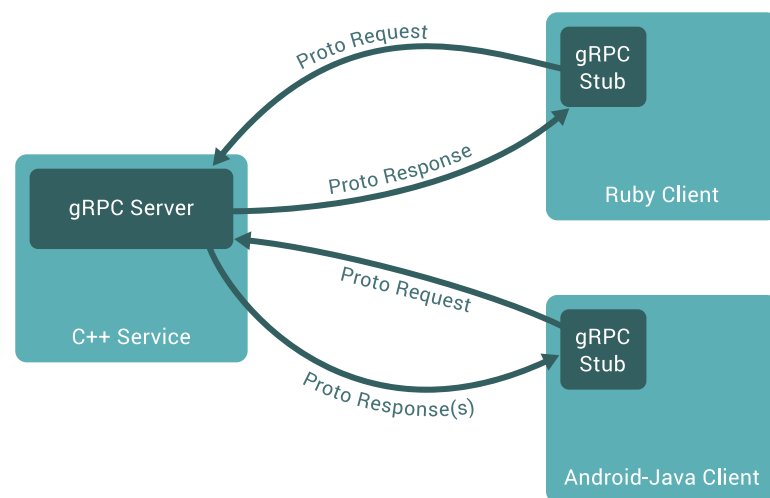 Proto Request
gRPC
Stub
Proto Response
Ruby Client
gRPC Server
C++ Service
Proto Request
gRPC
Stub
Proto Response(s)
Android-Java Client